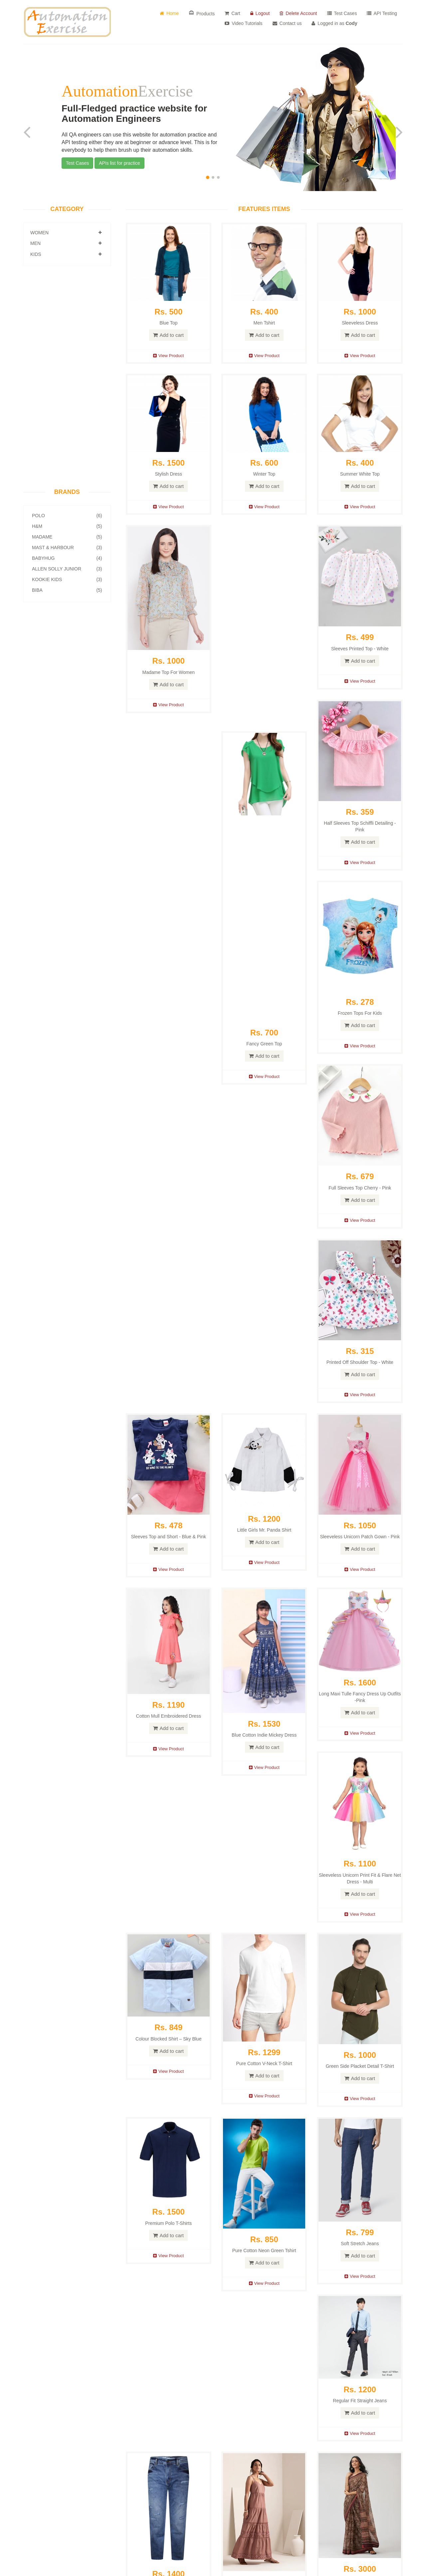 Automation
Exercise
Home
Products
Cart
Logout
Delete Account
Test Cases
API Testing
Video Tutorials
Contact us
Logged in as Cody
AutomationExercise
Full-Fledged practice website for
Automation Engineers
All QA engineers can use this website for automation practice and
API testing either they are at beginner or advance level. This is for
everybody to help them brush up their automation skills.
Test Cases
APIs list for practice
CATEGORY
WOMEN
MEN
KIDS
BRANDS
POLO (6)
H&M (5)
MADAME (5)
MAST & HARBOUR (3)
BABYHUG (4)
ALLEN SOLLY JUNIOR (3)
KOOKIE KIDS (3)
BIBA (5)
FEATURES ITEMS
Rs. 500
Blue Top
Add to cart
View Product
Rs. 400
Men Tshirt
Add to cart
View Product
Rs. 1000
Sleeveless Dress
Add to cart
View Product
Rs. 1500
Stylish Dress
Add to cart
View Product
Rs. 600
Winter Top
Add to cart
View Product
Rs. 400
Summer White Top
Add to cart
View Product
Rs. 1000
Madame Top For Women
Add to cart
View Product
Rs. 700
Fancy Green Top
Add to cart
View Product
Rs. 499
Sleeves Printed Top - White
Add to cart
View Product
Rs. 359
Half Sleeves Top Schiffli Detailing -
Pink
Add to cart
View Product
FROZEN
Rs. 278
Frozen Tops For Kids
Add to cart
View Product
Rs. 679
Full Sleeves Top Cherry - Pink
Add to cart
View Product
Rs. 315
Printed Off Shoulder Top - White
Add to cart
View Product
Rs. 478
Sleeves Top and Short - Blue & Pink
Add to cart
View Product
Rs. 1200
Little Girls Mr. Panda Shirt
Add to cart
View Product
Rs. 1050
Sleeveless Unicorn Patch Gown - Pink
Add to cart
View Product
Rs. 1190
Cotton Mull Embroidered Dress
Add to cart
View Product
Rs. 1530
Blue Cotton Indie Mickey Dress
Add to cart
View Product
Rs. 1600
Long Maxi Tulle Fancy Dress Up Outfits
-Pink
Add to cart
View Product
Rs. 1100
Sleeveless Unicorn Print Fit & Flare Net
Dress - Multi
Add to cart
View Product
Rs. 849
Colour Blocked Shirt – Sky Blue
Add to cart
View Product
Rs. 1299
Pure Cotton V-Neck T-Shirt
Add to cart
View Product
Rs. 1000
Green Side Placket Detail T-Shirt
Add to cart
View Product
Rs. 1500
Premium Polo T-Shirts
Add to cart
View Product
Rs. 850
Pure Cotton Neon Green Tshirt
Add to cart
View Product
Rs. 799
Soft Stretch Jeans
Add to cart
View Product
Rs. 1200
Regular Fit Straight Jeans
Add to cart
View Product
Rs. 1400
Rs. 3000